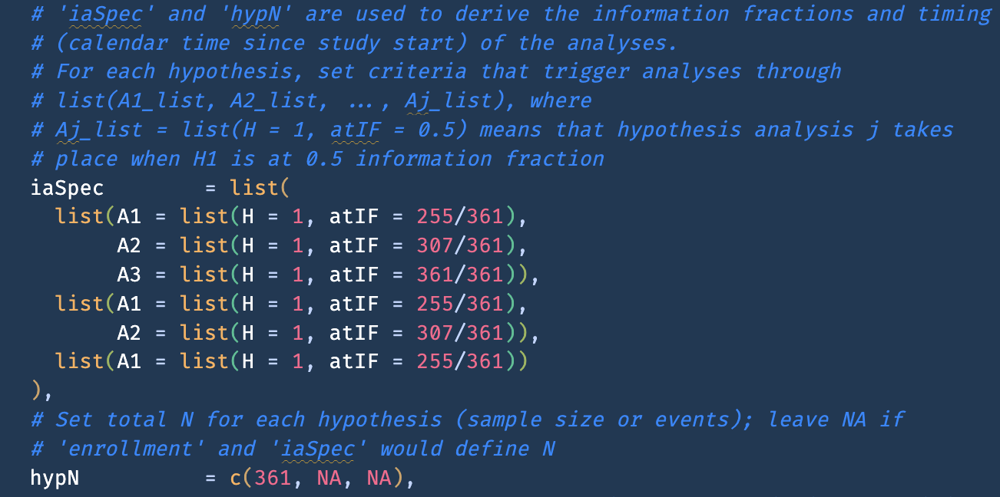 # 'iaSpec' and 'hypN' are used to derive the information fractions and timing
# (calendar time since study start) of the analyses.
# For each hypothesis, set criteria that trigger analyses through
# list(A1_list, A2_list, ..., Aj_list), where
# Aj_list = list(H = 1, atIF = 0.5) means that hypothesis analysis j takes
# place when H1 is at 0.5 information fraction
iaSpec        = list(
  list(A1 = list(H = 1, atIF = 255/361),
       A2 = list(H = 1, atIF = 307/361),
       A3 = list(H = 1, atIF = 361/361)),
  list(A1 = list(H = 1, atIF = 255/361),
       A2 = list(H = 1, atIF = 307/361)),
  list(A1 = list(H = 1, atIF = 255/361))
),
# Set total N for each hypothesis (sample size or events); leave NA if
# 'enrollment' and 'iaSpec' would define N
hypN          = c(361, NA, NA),